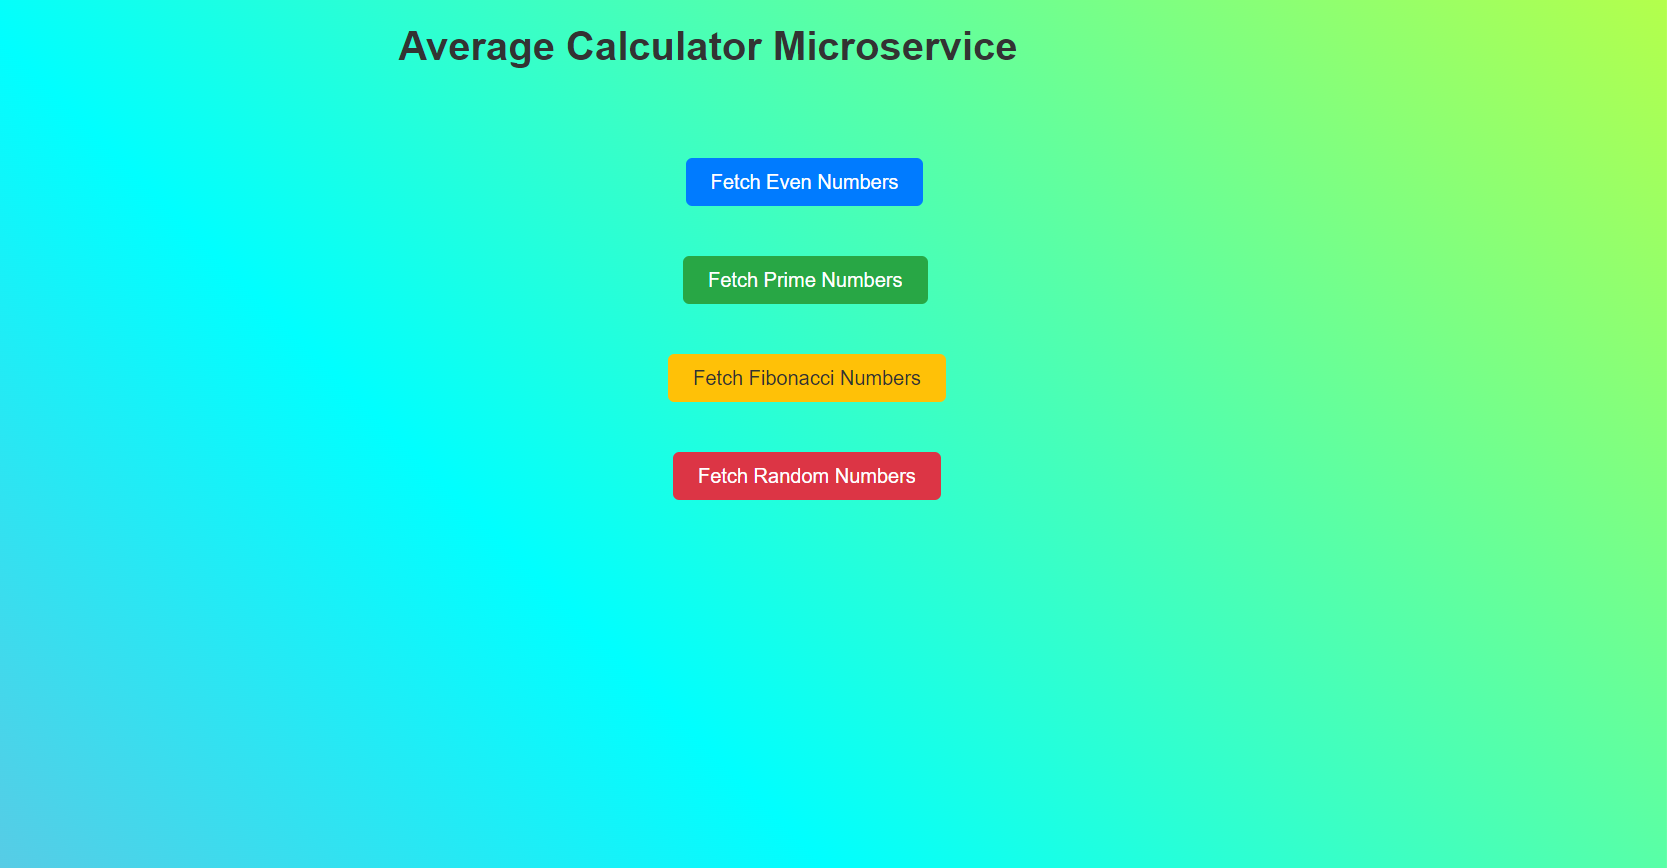 Average Calculator Microservice
Fetch Even Numbers
Fetch Prime Numbers
Fetch Fibonacci Numbers
Fetch Random Numbers